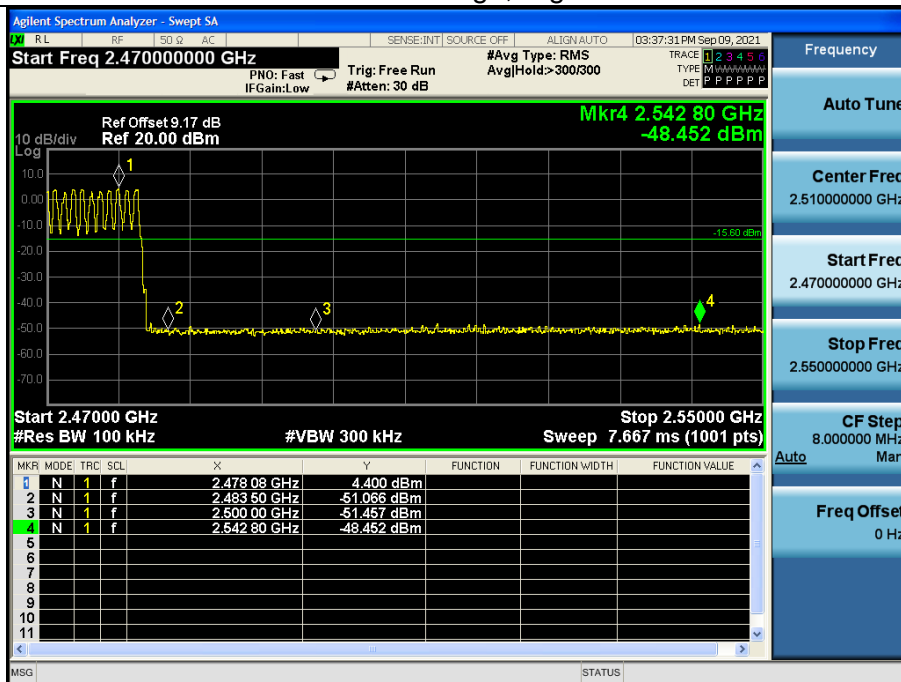 Agilent Spectrum Analyzer - Swept SA
LXI RL RF 50 Ω AC SENSE:INT SOURCE OFF ALIGN AUTO 03:37:31 PM Sep 09, 2021
Start Freq 2.470000000 GHz
PNO: Fast
IFGain:Low
Trig: Free Run
#Atten: 30 dB
#Avg Type: RMS
Avg|Hold:>300/300
TRACE 1 2 3 4 5 6
TYPE M
DET P P P P P P
Mkr4 2.542 80 GHz
-48.452 dBm
Ref Offset 9.17 dB
10 dB/div Ref 20.00 dBm
Log
10.0
0.00
-10.0
-20.0
-30.0
-40.0
-50.0
-60.0
-70.0
1
2
3
4
-15.60 dBm
Start 2.47000 GHz Stop 2.55000 GHz
#Res BW 100 kHz #VBW 300 kHz Sweep 7.667 ms (1001 pts)
MKR MODE TRC SCL X Y FUNCTION FUNCTION WIDTH FUNCTION VALUE
1 N 1 f 2.478 08 GHz 4.400 dBm
2 N 1 f 2.483 50 GHz -51.066 dBm
3 N 1 f 2.500 00 GHz -51.457 dBm
4 N 1 f 2.542 80 GHz -48.452 dBm
5
6
7
8
9
10
11
MSG STATUS
Frequency
Auto Tune
Center Freq
2.510000000 GHz
Start Freq
2.470000000 GHz
Stop Freq
2.550000000 GHz
CF Step
8.000000 MHz
Auto Man
Freq Offset
0 Hz